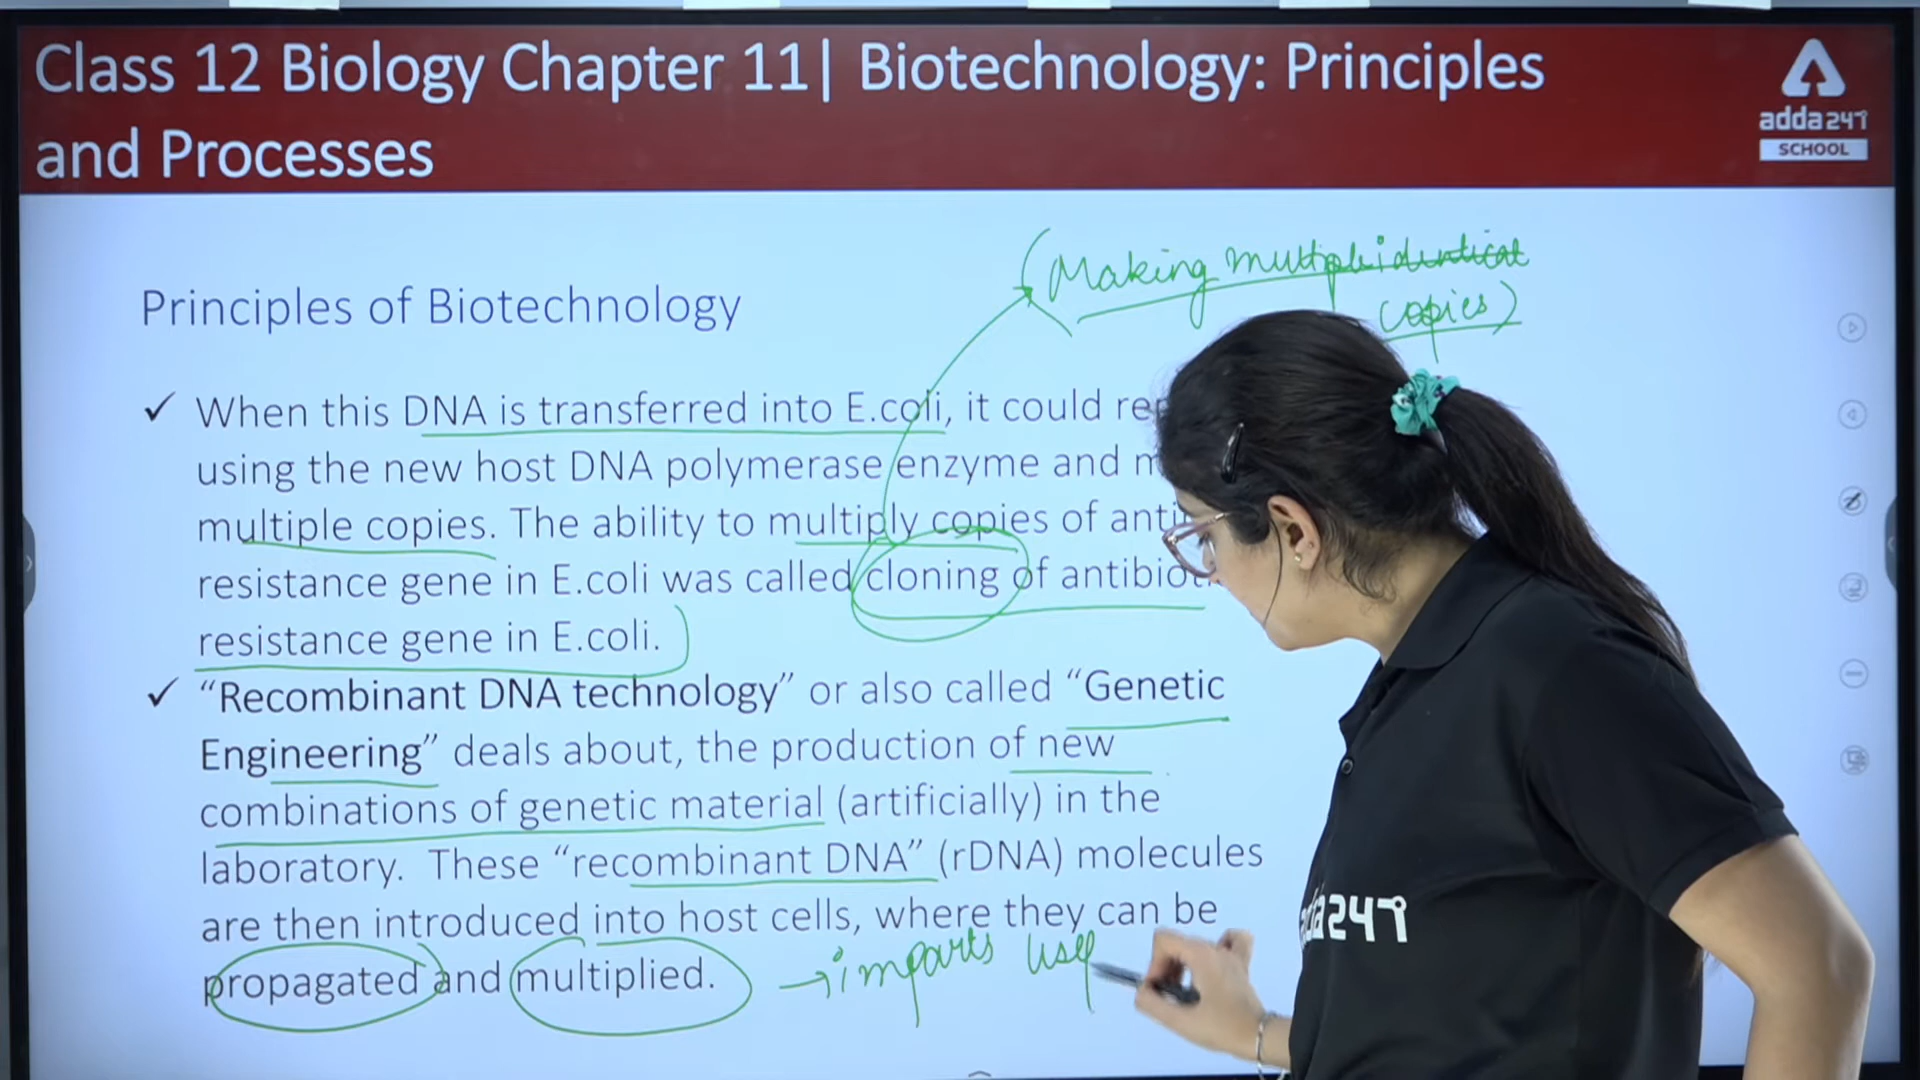 Class 12 Biology Chapter 11| Biotechnology: Principles
and Processes
adda247
SCHOOL
(Making multiple identical
copies)
Principles of Biotechnology
✓ When this DNA is transferred into E.coli, it could
using the new host DNA polymerase enzyme and
multiple copies. The ability to multiply copies of
resistance gene in E.coli was called cloning of
resistance gene in E.coli.
✓ “Recombinant DNA technology” or also called “Genetic
Engineering” deals about, the production of new
combinations of genetic material (artificially) in the
laboratory. These “recombinant DNA” (rDNA) molecules
are then introduced into host cells, where they can be
propagated and multiplied. → imparts
adda247